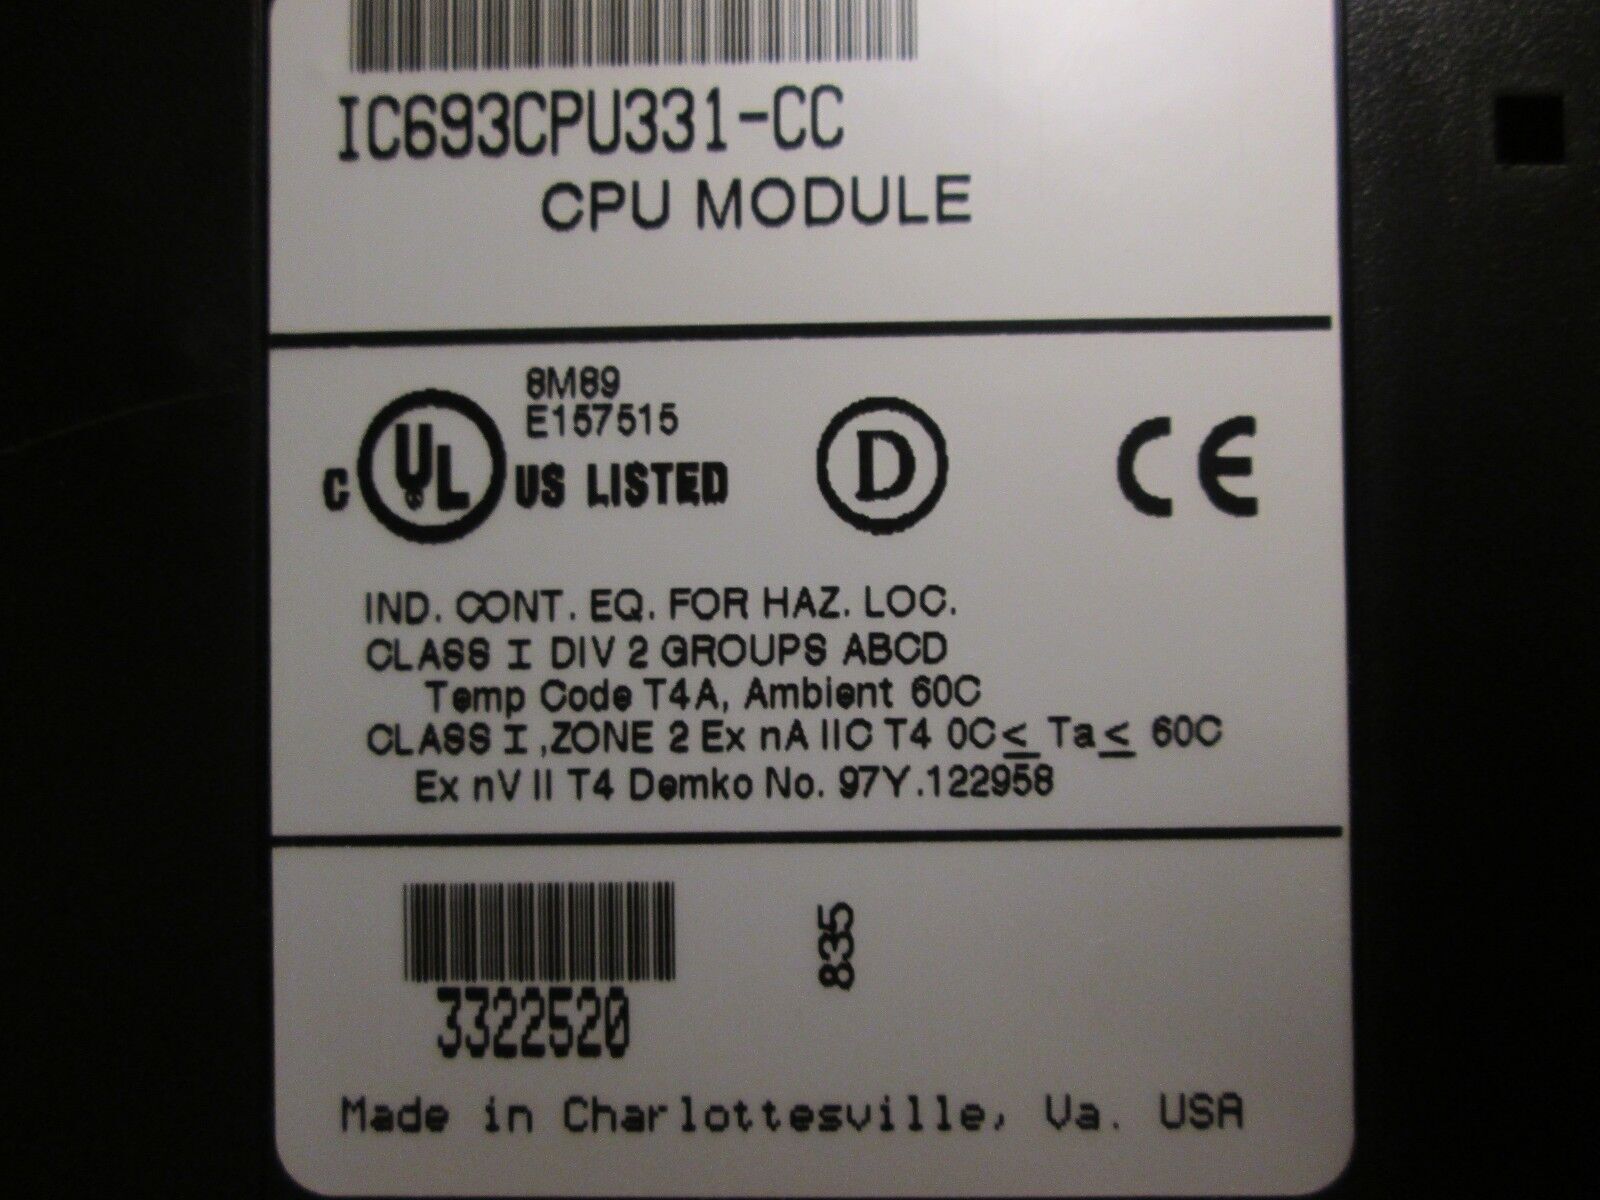 IC693CPU331-CC
CPU MODULE
8M89
E157515
C UL US LISTED
D
CE
IND. CONT. EQ. FOR HAZ. LOC.
CLASS I DIV 2 GROUPS ABCD
Temp Code T4A, Ambient 60C
CLASS I ,ZONE 2 Ex nA IIC T4 0C≤ Ta≤ 60C
Ex nV II T4 Demko No. 97Y.122958
835
3322520
Made in Charlottesville, Va. USA